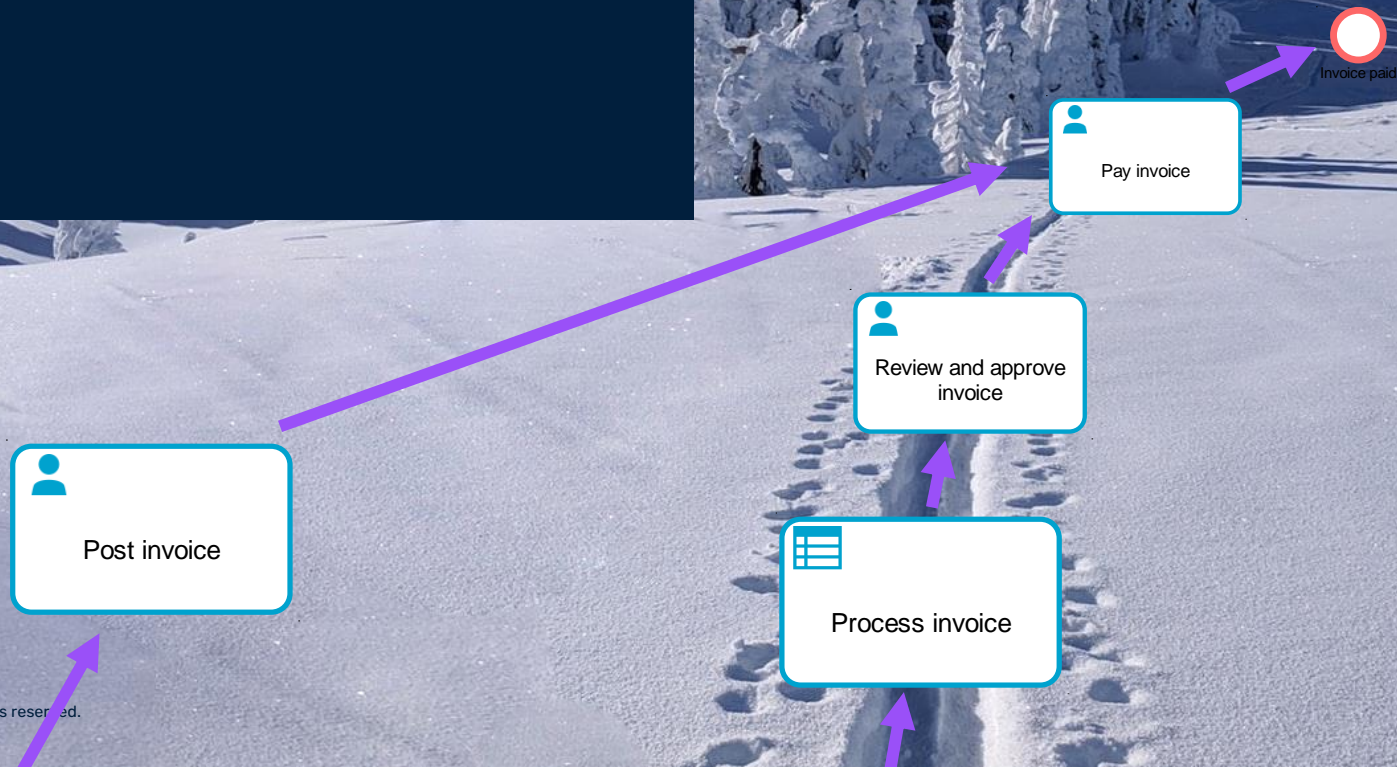 Invoice paid
Pay invoice
Review and approve
invoice
Post invoice
Process invoice
s reserved.